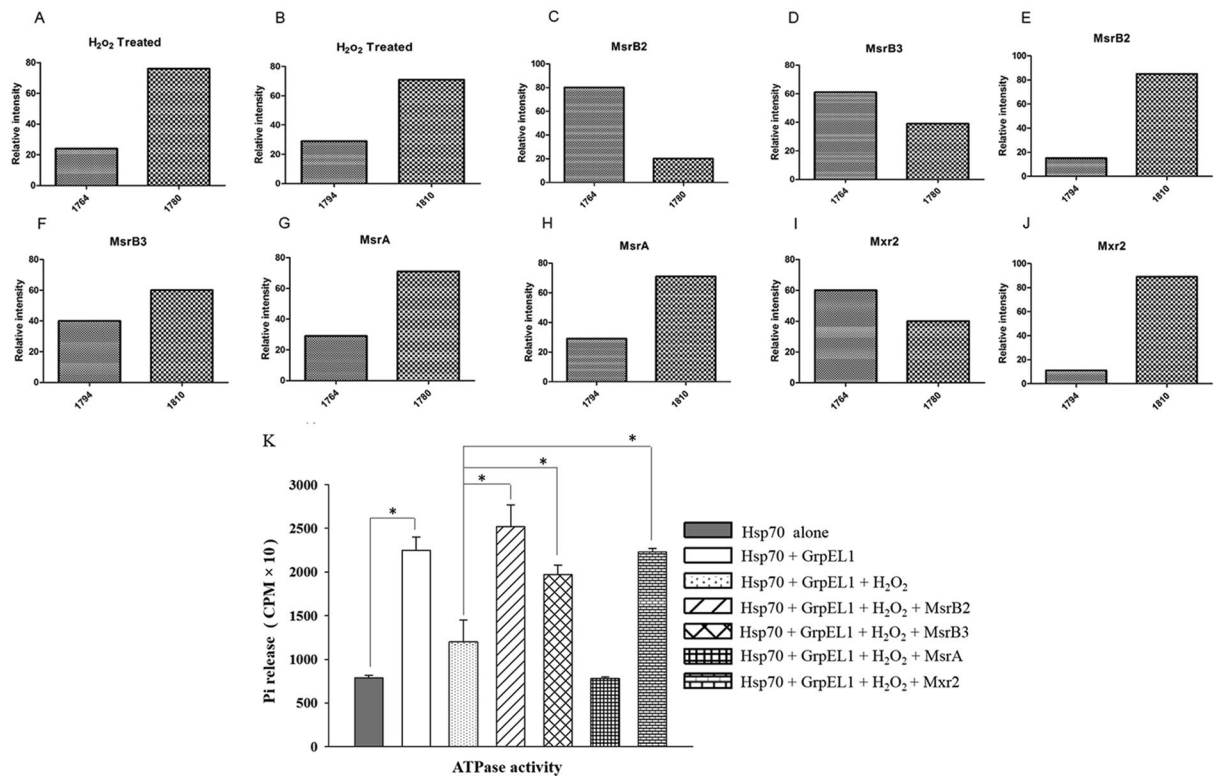 A
H₂O₂ Treated
Relative intensity
80
60
40
20
0
1764
1780
B
H₂O₂ Treated
Relative intensity
80
60
40
20
0
1794
1810
C
MsrB2
Relative intensity
100
80
60
40
20
0
1764
1780
D
MsrB3
Relative intensity
80
60
40
20
0
1764
1780
E
MsrB2
Relative intensity
100
80
60
40
20
0
1794
1810
F
MsrB3
Relative intensity
80
60
40
20
0
1794
1810
G
MsrA
Relative intensity
80
60
40
20
0
1764
1780
H
MsrA
Relative intensity
80
60
40
20
0
1794
1810
I
Mxr2
Relative intensity
80
60
40
20
0
1764
1780
J
Mxr2
Relative intensity
100
80
60
40
20
0
1794
1810
K
*
*
*
*
Pi release ( CPM × 10 )
3000
2500
2000
1500
1000
500
0
ATPase activity
Hsp70 alone
Hsp70 + GrpEL1
Hsp70 + GrpEL1 + H₂O₂
Hsp70 + GrpEL1 + H₂O₂ + MsrB2
Hsp70 + GrpEL1 + H₂O₂ + MsrB3
Hsp70 + GrpEL1 + H₂O₂ + MsrA
Hsp70 + GrpEL1 + H₂O₂ + Mxr2